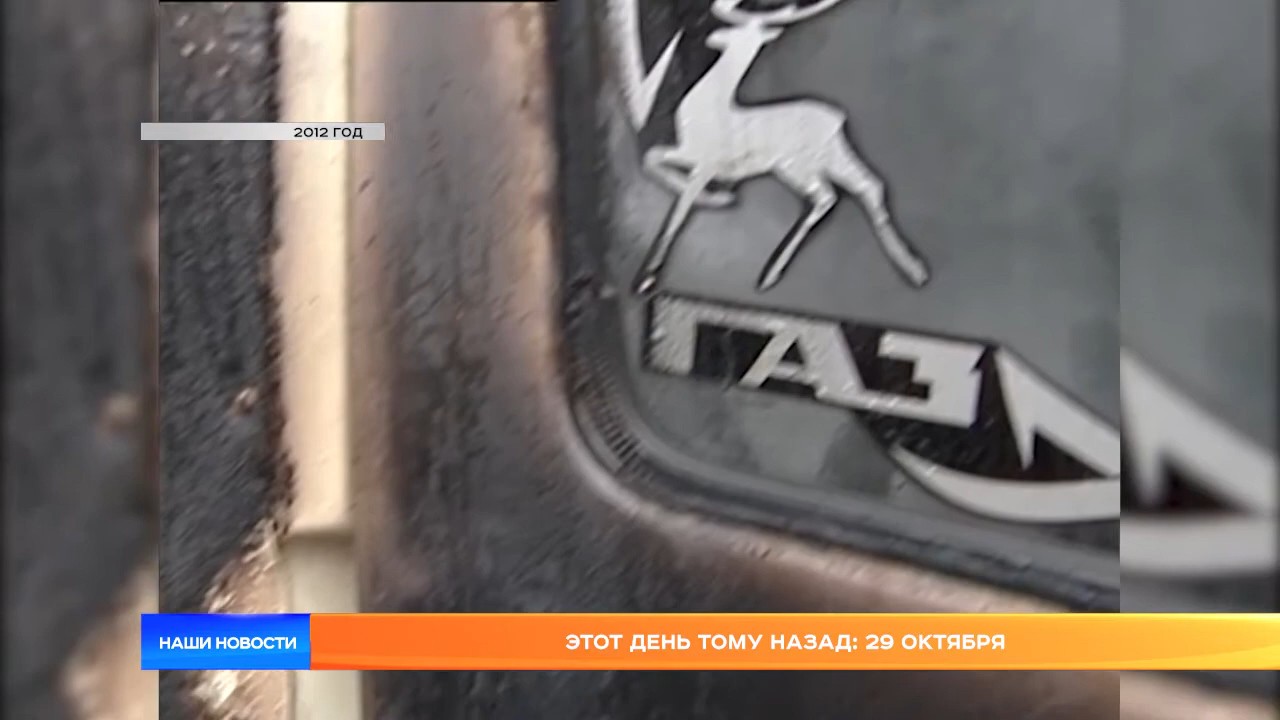 2012 ГОД
ГАЗ
НАШИ НОВОСТИ
ЭТОТ ДЕНЬ ТОМУ НАЗАД: 29 ОКТЯБРЯ